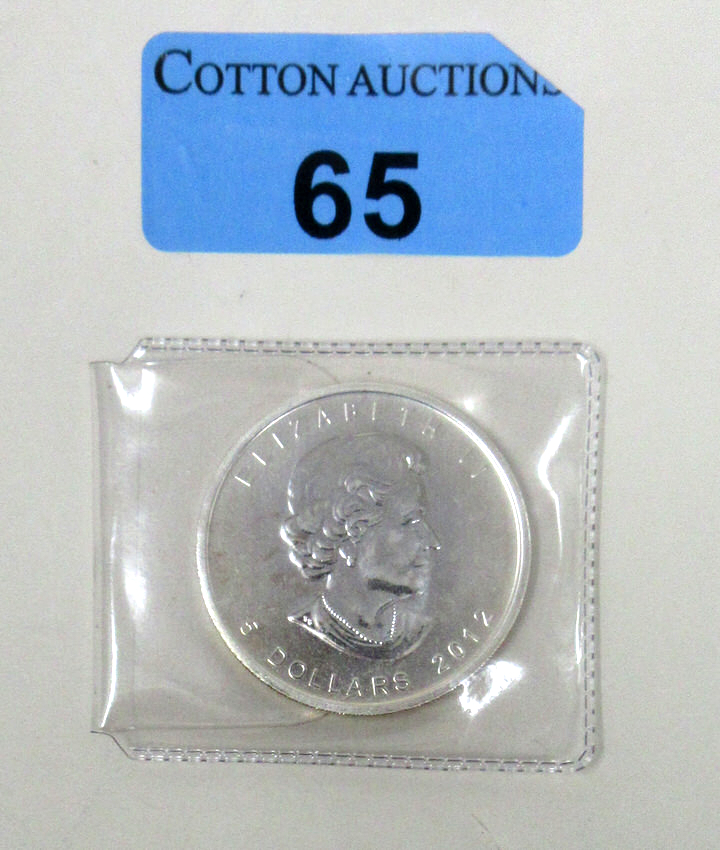 COTTON AUCTIONS
65
ELIZABETH II
5 DOLLARS 2012